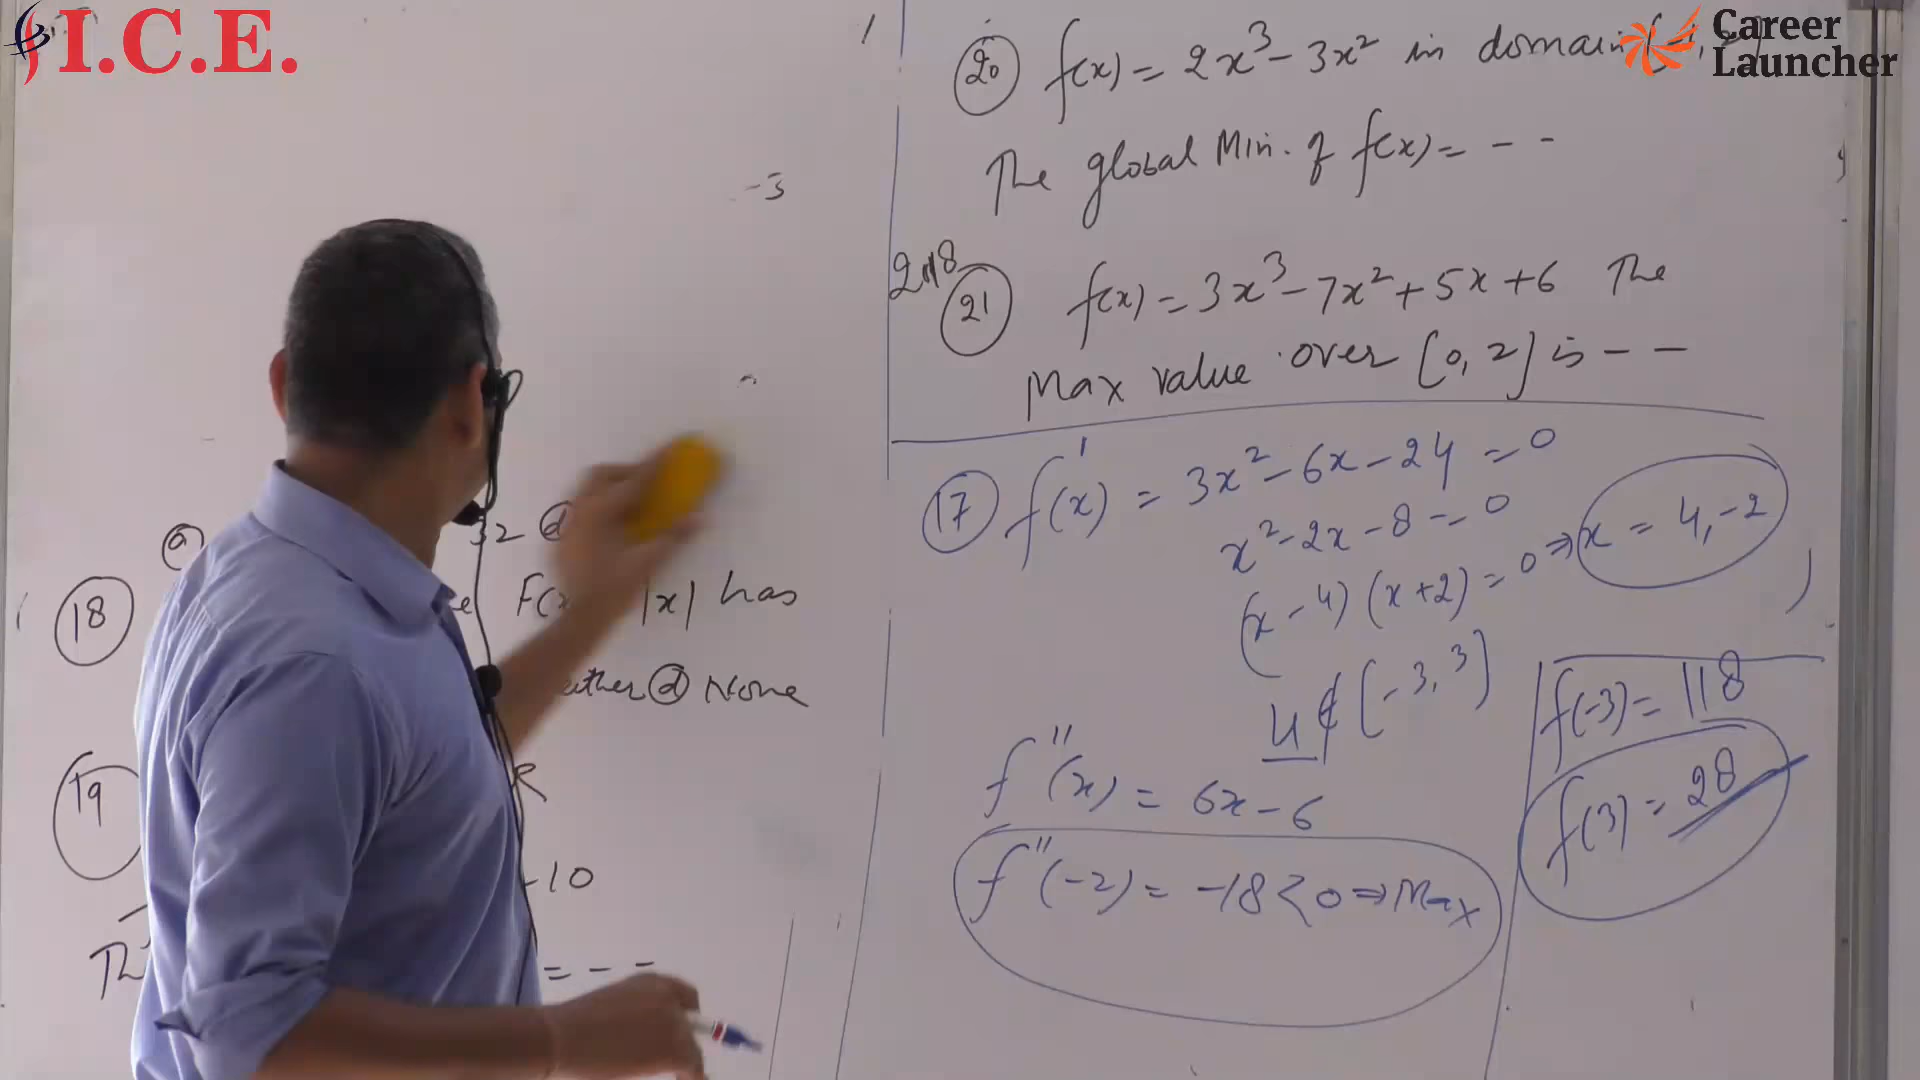 I.C.E.
Career
Launcher
-3
a 32 d
18 F(x |x| has
d None
19 R
-10
Th = - - -
20 f(x) = 2x³ - 3x² in domain
The global Min. of f(x) = - -
2018
21 f(x) = 3x³ - 7x² + 5x + 6 The
Max value over [0, 2] is - -
17 f'(x) = 3x² - 6x - 24 = 0
x² - 2x - 8 = 0
(x - 4) (x + 2) = 0 ⇒ x = 4, -2
4 ∉ [-3, 3]
f''(x) = 6x - 6
f''(-2) = -18 < 0 ⇒ Max
f(-3) = 118
f(3) = 28